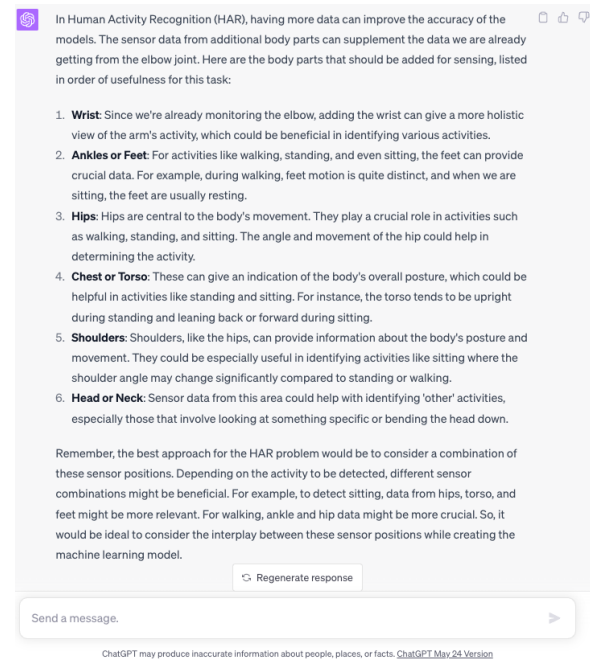 In Human Activity Recognition (HAR), having more data can improve the accuracy of the
models. The sensor data from additional body parts can supplement the data we are already
getting from the elbow joint. Here are the body parts that should be added for sensing, listed
in order of usefulness for this task:
1. Wrist: Since we're already monitoring the elbow, adding the wrist can give a more holistic
view of the arm's activity, which could be beneficial in identifying various activities.
2. Ankles or Feet: For activities like walking, standing, and even sitting, the feet can provide
crucial data. For example, during walking, feet motion is quite distinct, and when we are
sitting, the feet are usually resting.
3. Hips: Hips are central to the body's movement. They play a crucial role in activities such
as walking, standing, and sitting. The angle and movement of the hip could help in
determining the activity.
4. Chest or Torso: These can give an indication of the body's overall posture, which could be
helpful in activities like standing and sitting. For instance, the torso tends to be upright
during standing and leaning back or forward during sitting.
5. Shoulders: Shoulders, like the hips, can provide information about the body's posture and
movement. They could be especially useful in identifying activities like sitting where the
shoulder angle may change significantly compared to standing or walking.
6. Head or Neck: Sensor data from this area could help with identifying 'other' activities,
especially those that involve looking at something specific or bending the head down.
Remember, the best approach for the HAR problem would be to consider a combination of
these sensor positions. Depending on the activity to be detected, different sensor
combinations might be beneficial. For example, to detect sitting, data from hips, torso, and
feet might be more relevant. For walking, ankle and hip data might be more crucial. So, it
would be ideal to consider the interplay between these sensor positions while creating the
machine learning model.
Regenerate response
Send a message.
ChatGPT may produce inaccurate information about people, places, or facts. ChatGPT May 24 Version